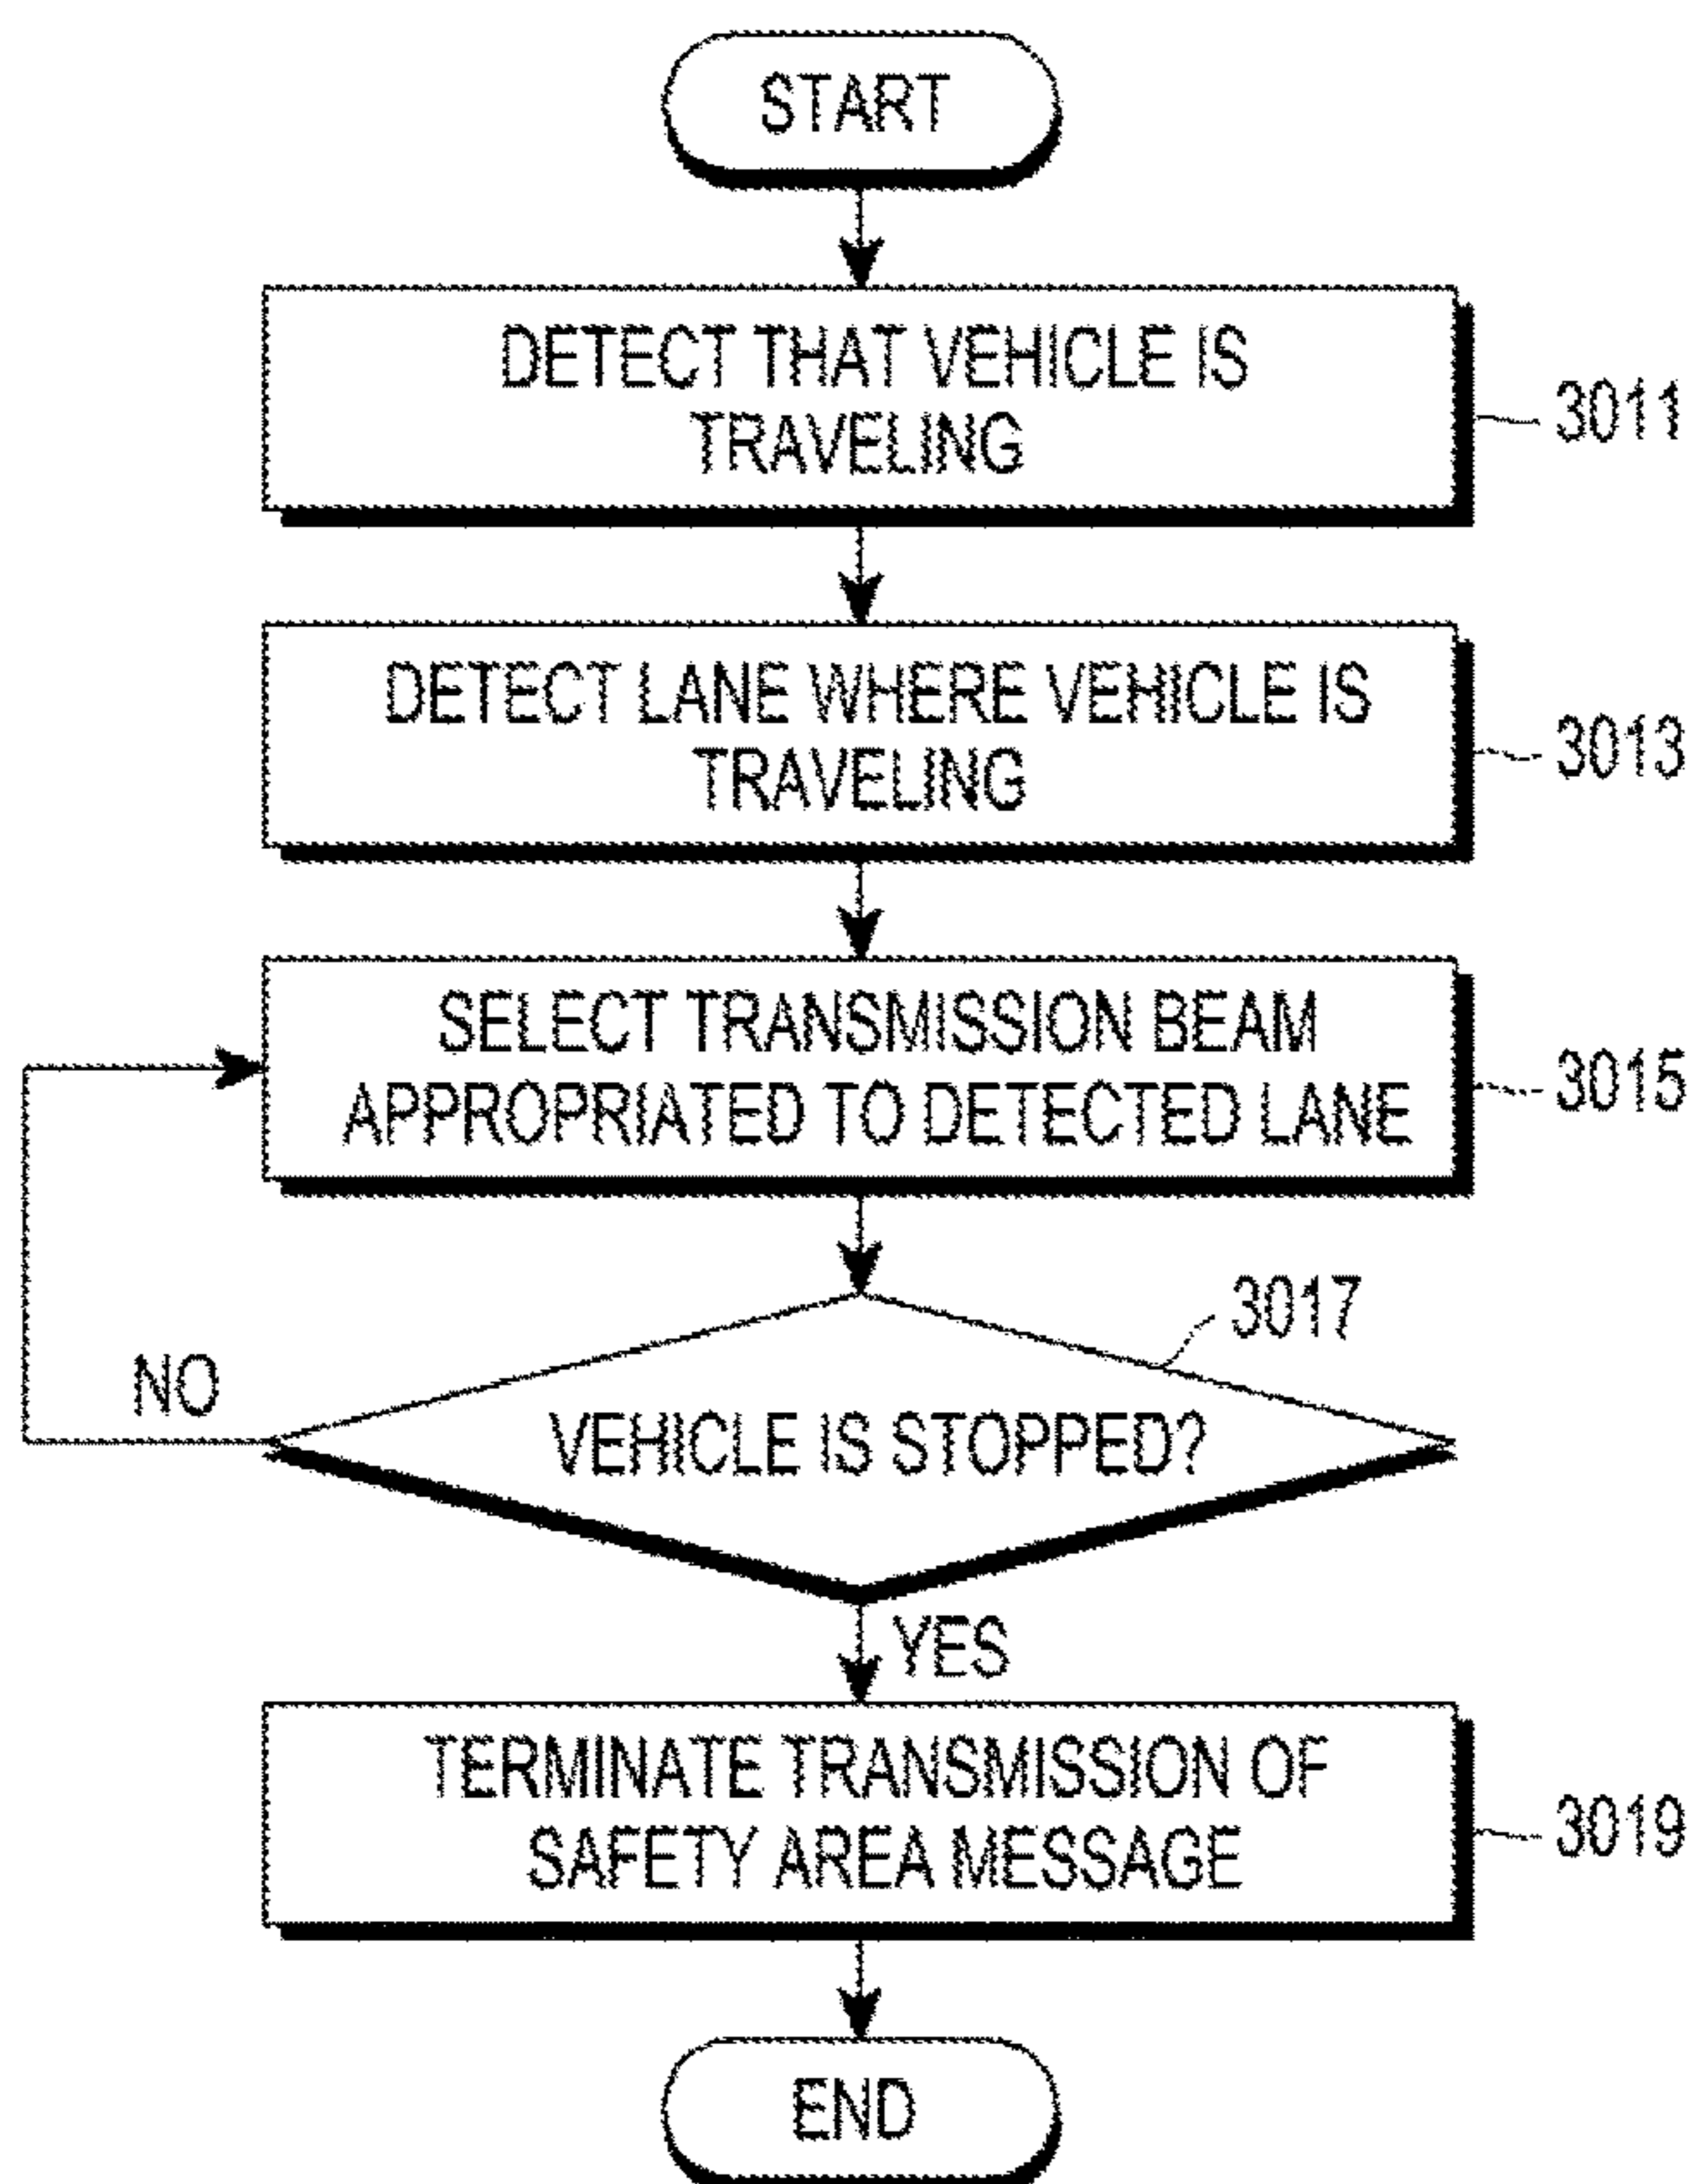 START
DETECT THAT VEHICLE IS
TRAVELING
3011
DETECT LANE WHERE VEHICLE IS
TRAVELING
3013
SELECT TRANSMISSION BEAM
APPROPRIATED TO DETECTED LANE
3015
3017
NO
VEHICLE IS STOPPED?
YES
TERMINATE TRANSMISSION OF
SAFETY AREA MESSAGE
3019
END